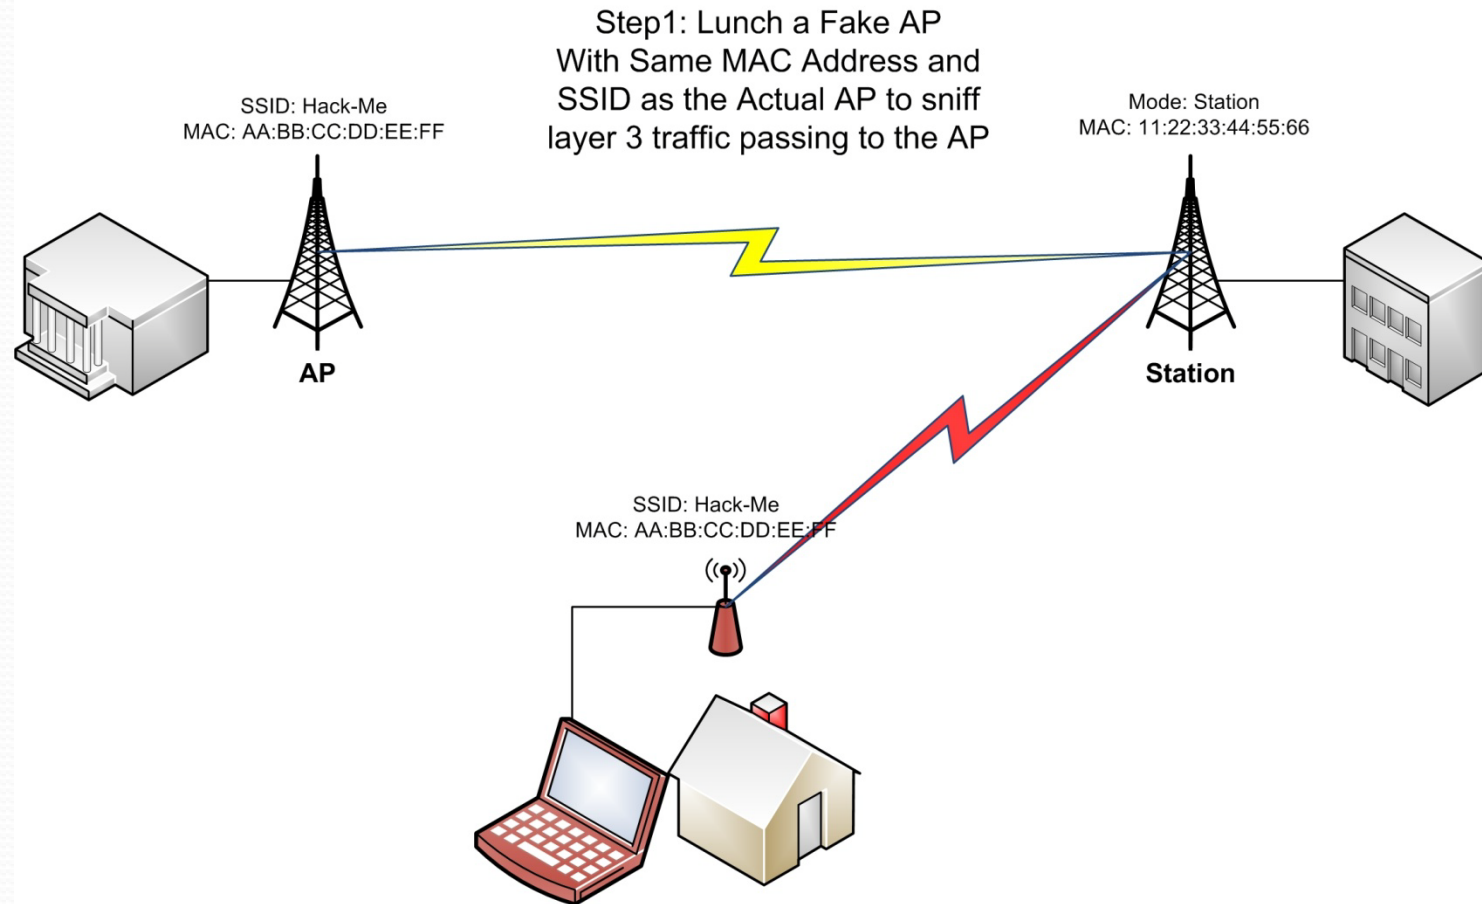 Step1: Lunch a Fake AP
With Same MAC Address and
SSID as the Actual AP to sniff
layer 3 traffic passing to the AP
SSID: Hack-Me
MAC: AA:BB:CC:DD:EE:FF
Mode: Station
MAC: 11:22:33:44:55:66
AP
Station
SSID: Hack-Me
MAC: AA:BB:CC:DD:EE:FF